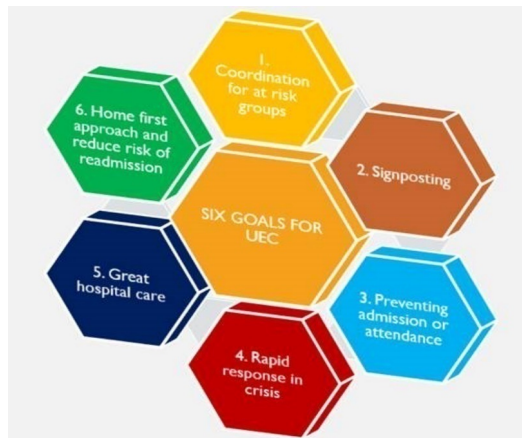 1.
Coordination
for at risk
groups
2. Signposting
3. Preventing
admission or
attendance
4. Rapid
response in
crisis
5. Great
hospital care
6. Home first
approach and
reduce risk of
readmission
SIX GOALS FOR
UEC